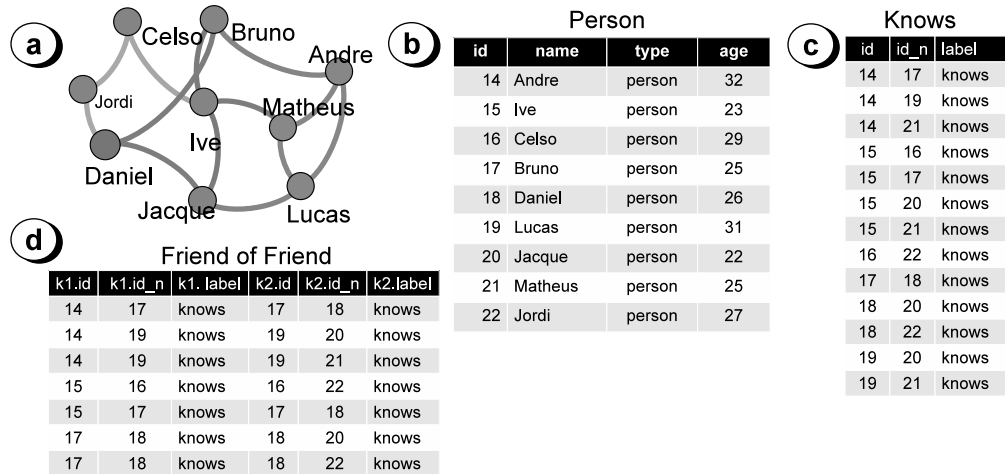 a
Celso
Bruno
Andre
Jordi
Matheus
Ive
Daniel
Jacque
Lucas
b
Person
id name type age
14 Andre person 32
15 Ive person 23
16 Celso person 29
17 Bruno person 25
18 Daniel person 26
19 Lucas person 31
20 Jacque person 22
21 Matheus person 25
22 Jordi person 27
c
Knows
id id_n label
14 17 knows
14 19 knows
14 21 knows
15 16 knows
15 17 knows
15 20 knows
15 21 knows
16 22 knows
17 18 knows
18 20 knows
18 22 knows
19 20 knows
19 21 knows
d
Friend of Friend
k1.id k1.id_n k1. label k2.id k2.id_n k2.label
14 17 knows 17 18 knows
14 19 knows 19 20 knows
14 19 knows 19 21 knows
15 16 knows 16 22 knows
15 17 knows 17 18 knows
17 18 knows 18 20 knows
17 18 knows 18 22 knows